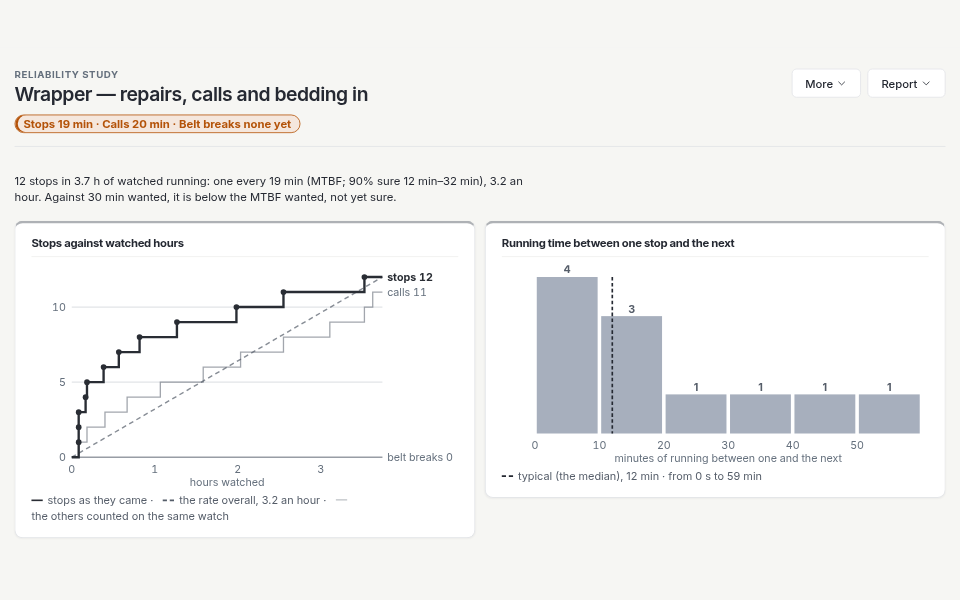 RELIABILITY STUDY
Wrapper — repairs, calls and bedding in
More
Report
Stops 19 min · Calls 20 min · Belt breaks none yet
12 stops in 3.7 h of watched running: one every 19 min (MTBF; 90% sure 12 min–32 min), 3.2 an
hour. Against 30 min wanted, it is below the MTBF wanted, not yet sure.
Stops against watched hours
stops 12
calls 11
10
5
0
belt breaks 0
0 1 2 3
hours watched
stops as they came · the rate overall, 3.2 an hour ·
the others counted on the same watch
Running time between one stop and the next
4
3
1 1 1 1
0 10 20 30 40 50
minutes of running between one and the next
typical (the median), 12 min · from 0 s to 59 min